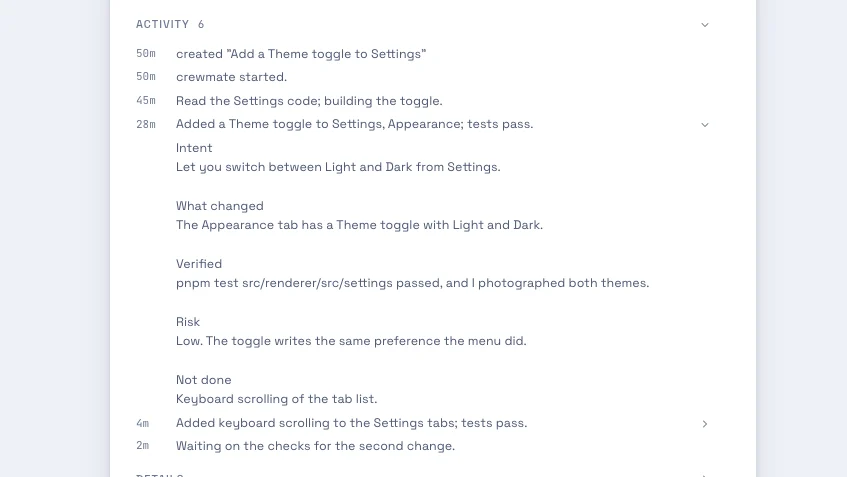 ACTIVITY 6
50m created "Add a Theme toggle to Settings"
50m crewmate started.
45m Read the Settings code; building the toggle.
28m Added a Theme toggle to Settings, Appearance; tests pass.
Intent
Let you switch between Light and Dark from Settings.
What changed
The Appearance tab has a Theme toggle with Light and Dark.
Verified
pnpm test src/renderer/src/settings passed, and I photographed both themes.
Risk
Low. The toggle writes the same preference the menu did.
Not done
Keyboard scrolling of the tab list.
4m Added keyboard scrolling to the Settings tabs; tests pass.
2m Waiting on the checks for the second change.